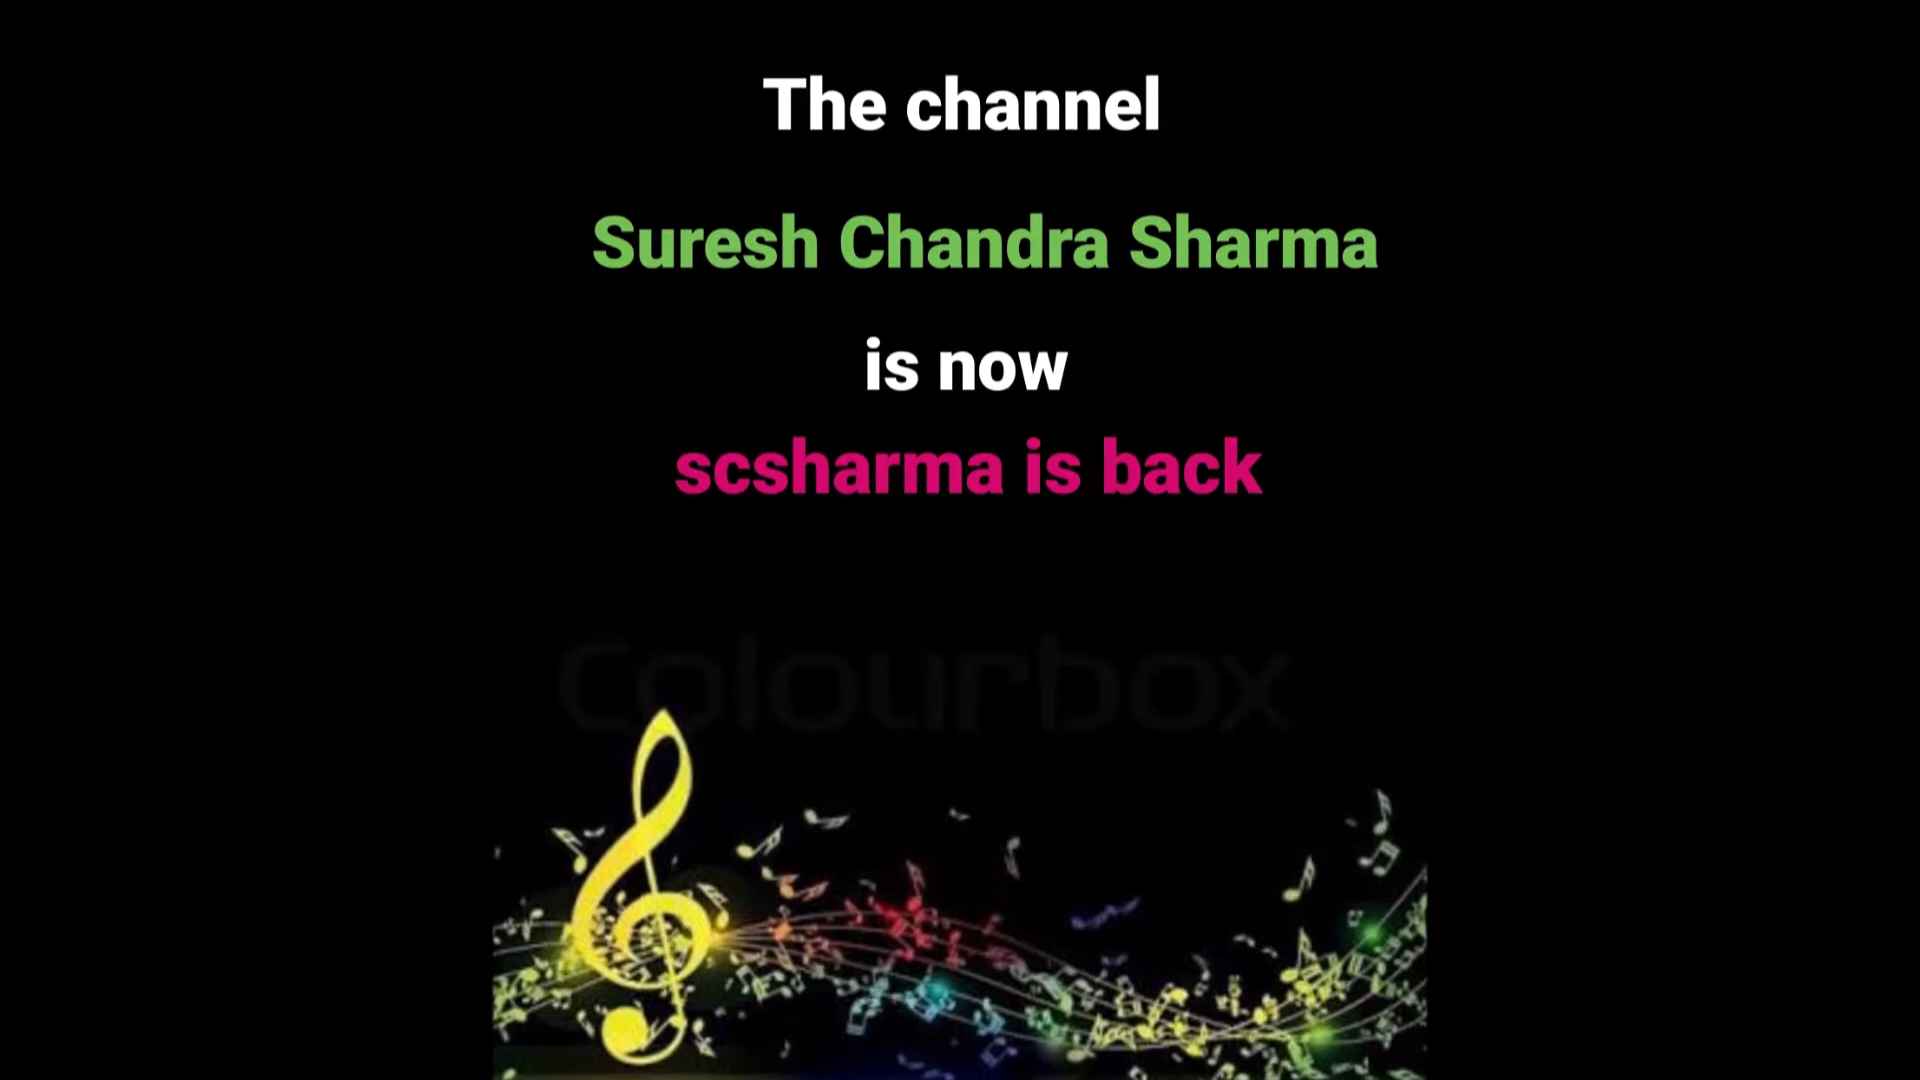 The channel
Suresh Chandra Sharma
is now
scsharma is back
colourbox